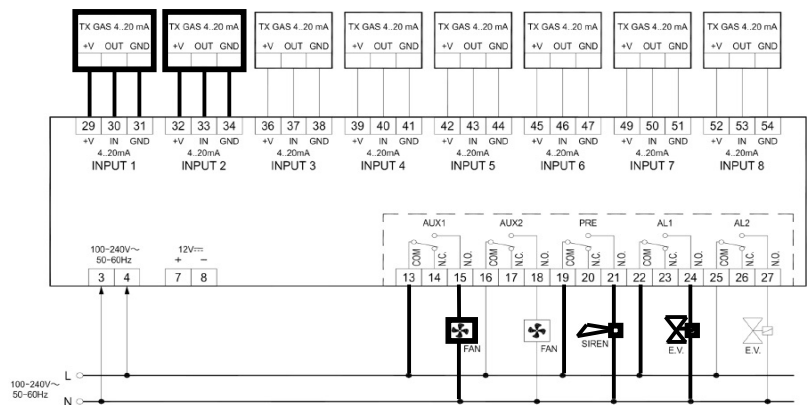 TX GAS 4..20 mA TX GAS 4..20 mA TX GAS 4..20 mA TX GAS 4..20 mA TX GAS 4..20 mA TX GAS 4..20 mA TX GAS 4..20 mA TX GAS 4..20 mA
+V OUT GND +V OUT GND +V OUT GND +V OUT GND +V OUT GND +V OUT GND +V OUT GND +V OUT GND
29 30 31 32 33 34 36 37 38 39 40 41 42 43 44 45 46 47 49 50 51 52 53 54
+V IN GND +V IN GND +V IN GND +V IN GND +V IN GND +V IN GND +V IN GND +V IN GND
4..20mA 4..20mA 4..20mA 4..20mA 4..20mA 4..20mA 4..20mA 4..20mA
INPUT 1 INPUT 2 INPUT 3 INPUT 4 INPUT 5 INPUT 6 INPUT 7 INPUT 8
AUX1 AUX2 PRE AL1 AL2
100-240V~ 12V⎓
50-60Hz + −
COM N.C. N.O. COM N.C. N.O. COM N.C. N.O. COM N.C. N.O. COM N.C. N.O.
3 4 7 8 13 14 15 16 17 18 19 20 21 22 23 24 25 26 27
FAN FAN SIREN E.V. E.V.
L
100-240V~
50-60Hz
N